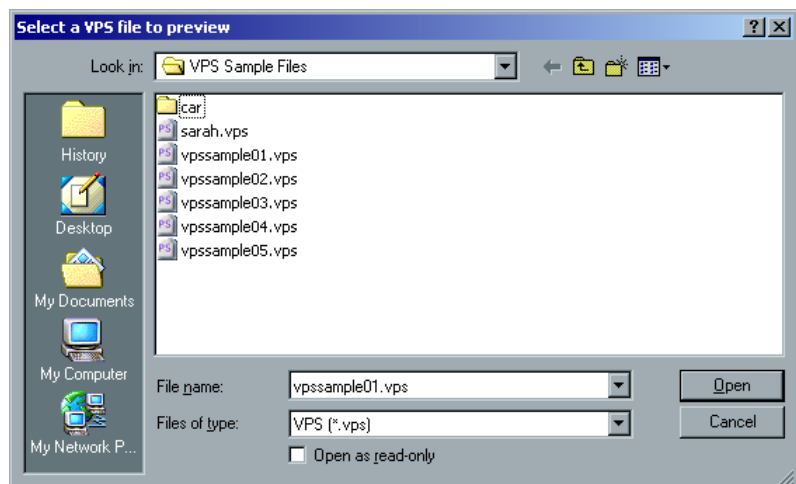 Select a VPS file to preview
Look in: VPS Sample Files
History
Desktop
My Documents
My Computer
My Network P...
car
sarah.vps
vpssample01.vps
vpssample02.vps
vpssample03.vps
vpssample04.vps
vpssample05.vps
File name: vpssample01.vps Open
Files of type: VPS (*.vps) Cancel
Open as read-only